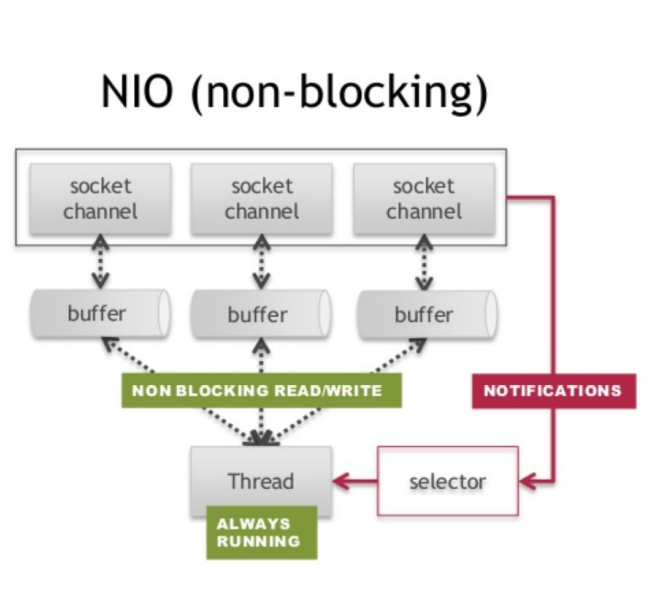 NIO (non-blocking)
socket
channel
socket
channel
socket
channel
buffer
buffer
buffer
NON BLOCKING READ/WRITE
NOTIFICATIONS
Thread
selector
ALWAYS
RUNNING